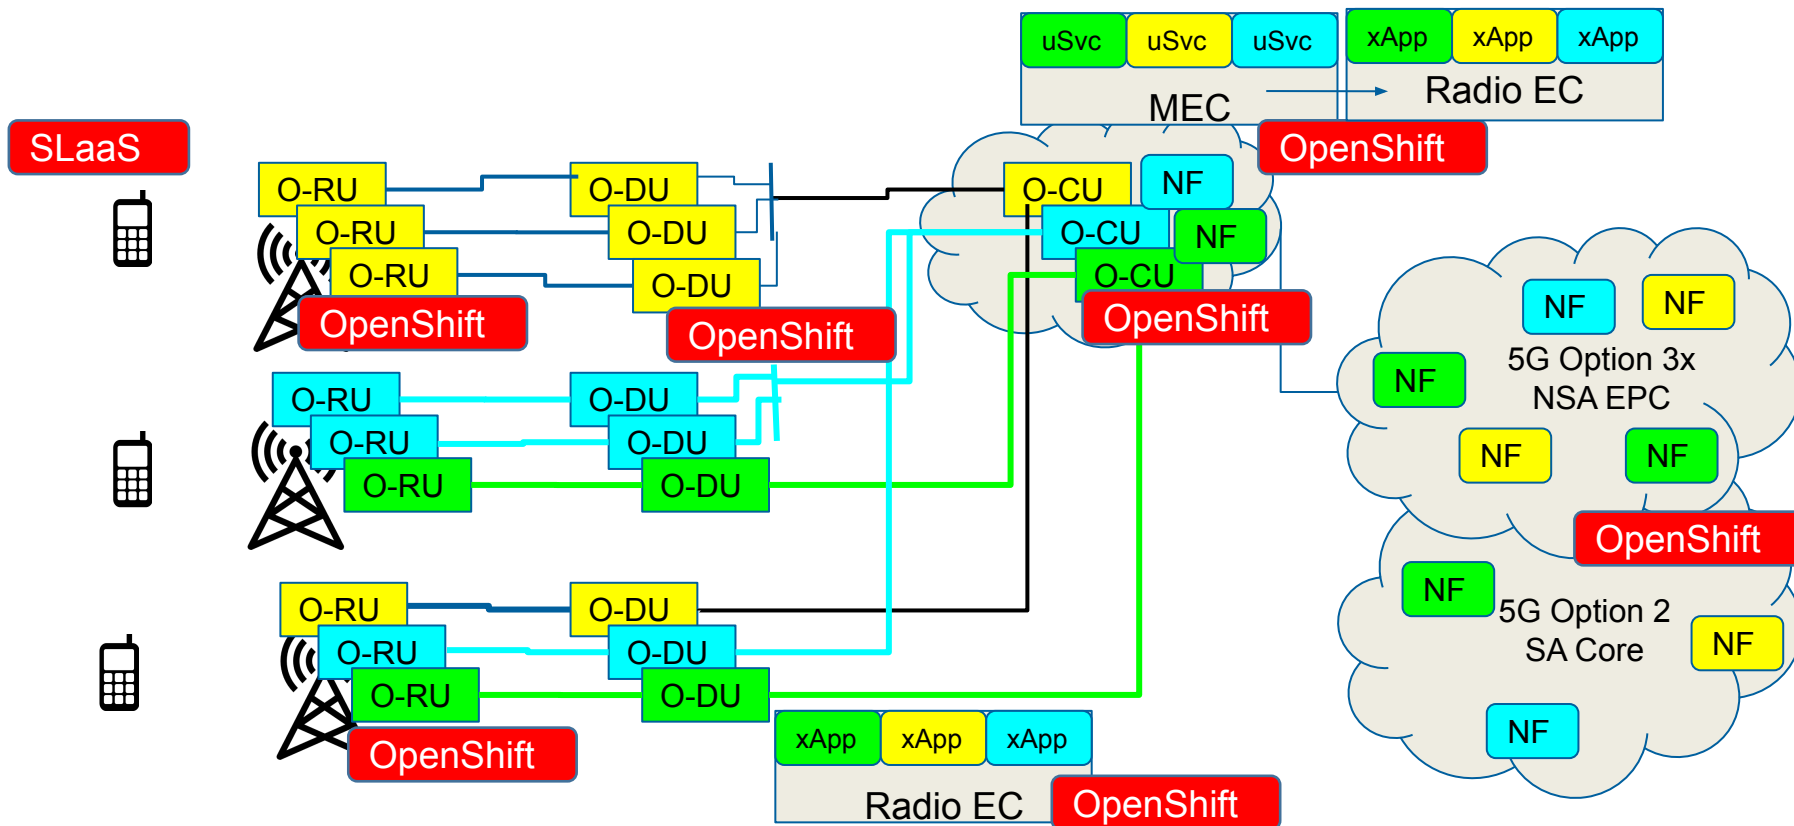 uSvc
uSvc
uSvc
xApp
xApp
xApp
MEC
Radio EC
SLaaS
OpenShift
O-RU
O-DU
O-CU
NF
O-RU
O-DU
O-CU
NF
O-RU
O-DU
O-CU
OpenShift
OpenShift
OpenShift
NF
NF
5G Option 3x
NSA EPC
NF
NF
NF
O-RU
O-DU
O-RU
O-DU
O-RU
O-DU
OpenShift
NF
5G Option 2
SA Core
NF
NF
O-RU
O-DU
O-RU
O-DU
O-RU
O-DU
OpenShift
xApp
xApp
xApp
Radio EC
OpenShift